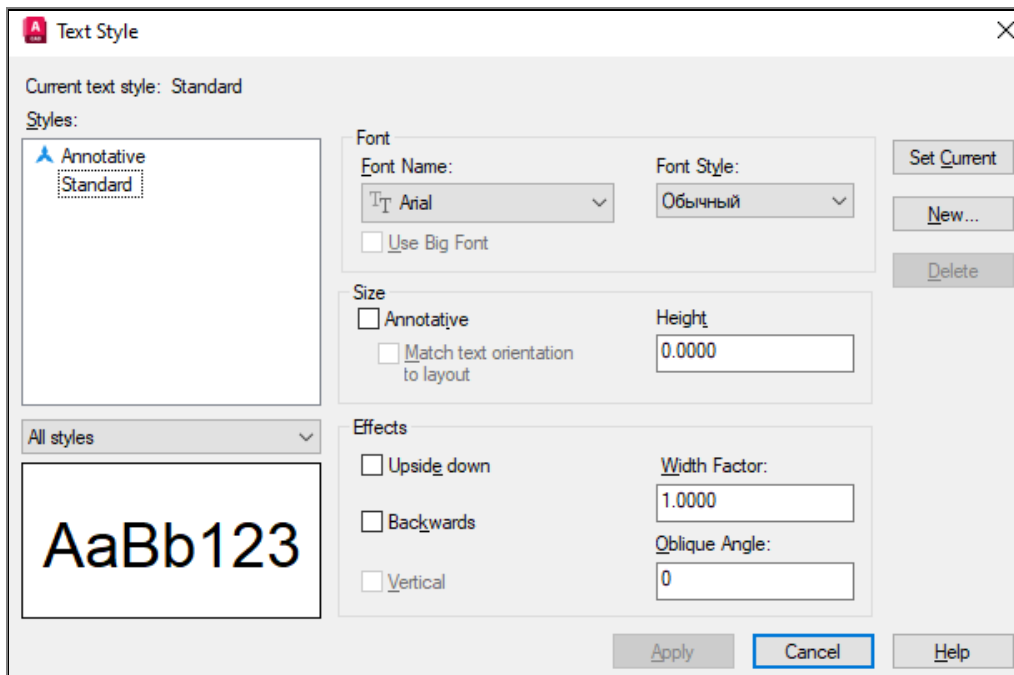 A
CAD
Text Style
Current text style: Standard
Styles:
Annotative
Standard
All styles
AaBb123
Font
Font Name:
Font Style:
TT Arial
Обычный
Use Big Font
Size
Annotative
Match text orientation
to layout
Height
0.0000
Effects
Upside down
Backwards
Vertical
Width Factor:
1.0000
Oblique Angle:
0
Set Current
New...
Delete
Apply
Cancel
Help